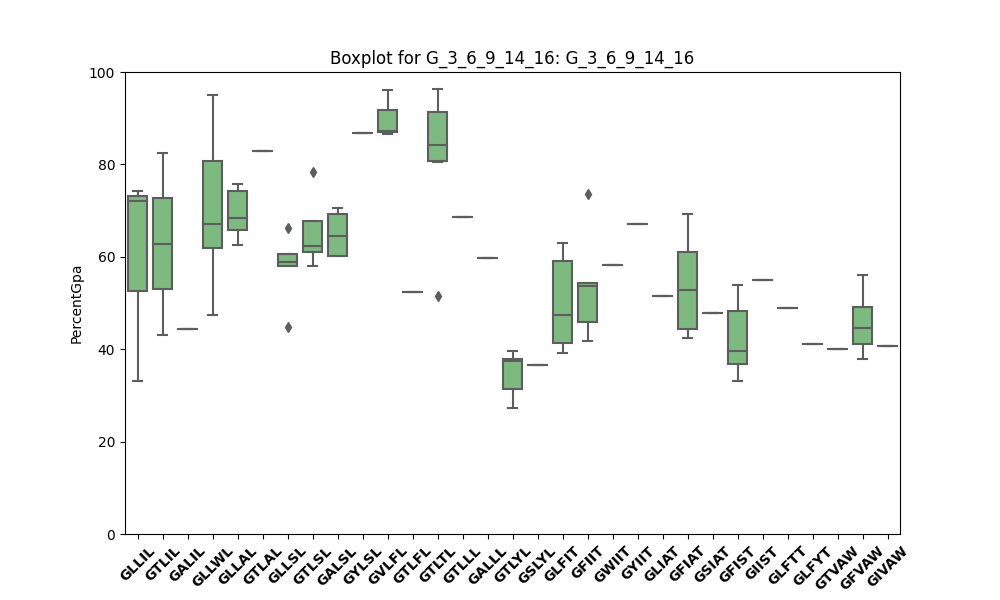 Boxplot for G_3_6_9_14_16: G_3_6_9_14_16
PercentGpa
100
80
60
40
20
0
GLLIL GTLIL GALIL GLLWL GLLAL GTLAL GLLSL GTLSL GALSL GYLSL GVLFL GTLFL GTLTL GTLLL GALLL GTLYL GSLYL GLFIT GFIIT GWIIT GYIIT GLIAT GFIAT GSIAT GFIST GIIST GLFTT GLFYT GTVAW GFVAW GIVAW